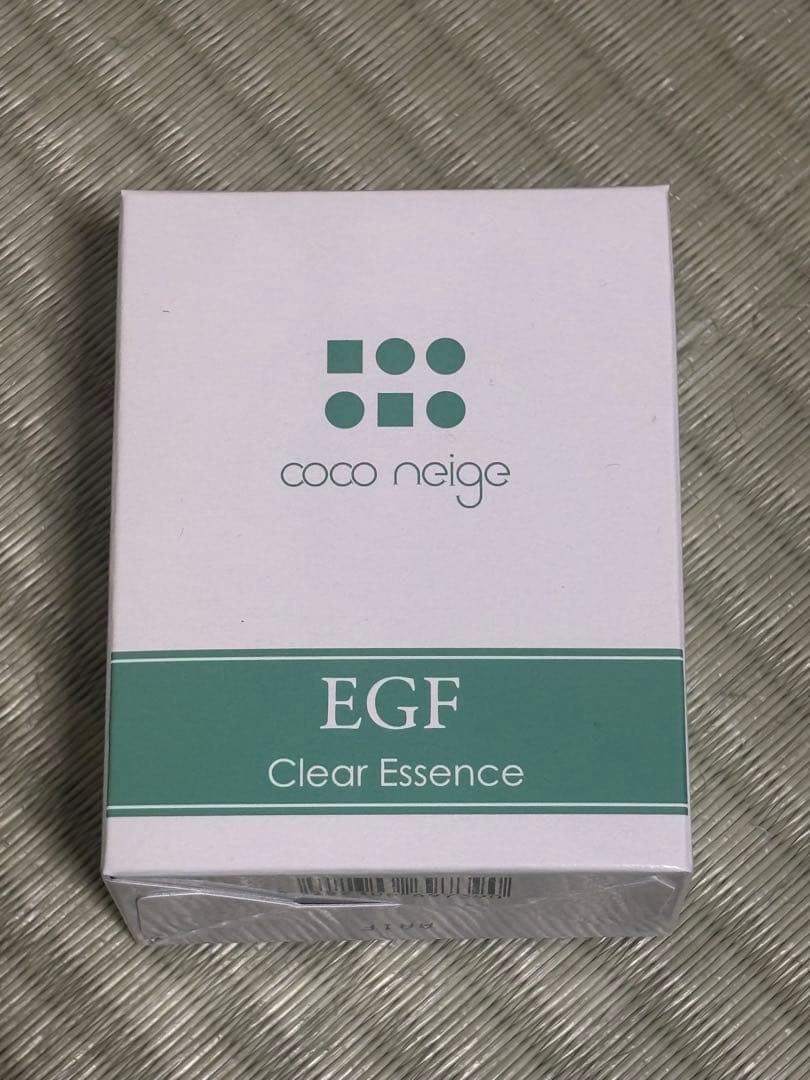 coco neige
EGF
Clear Essence